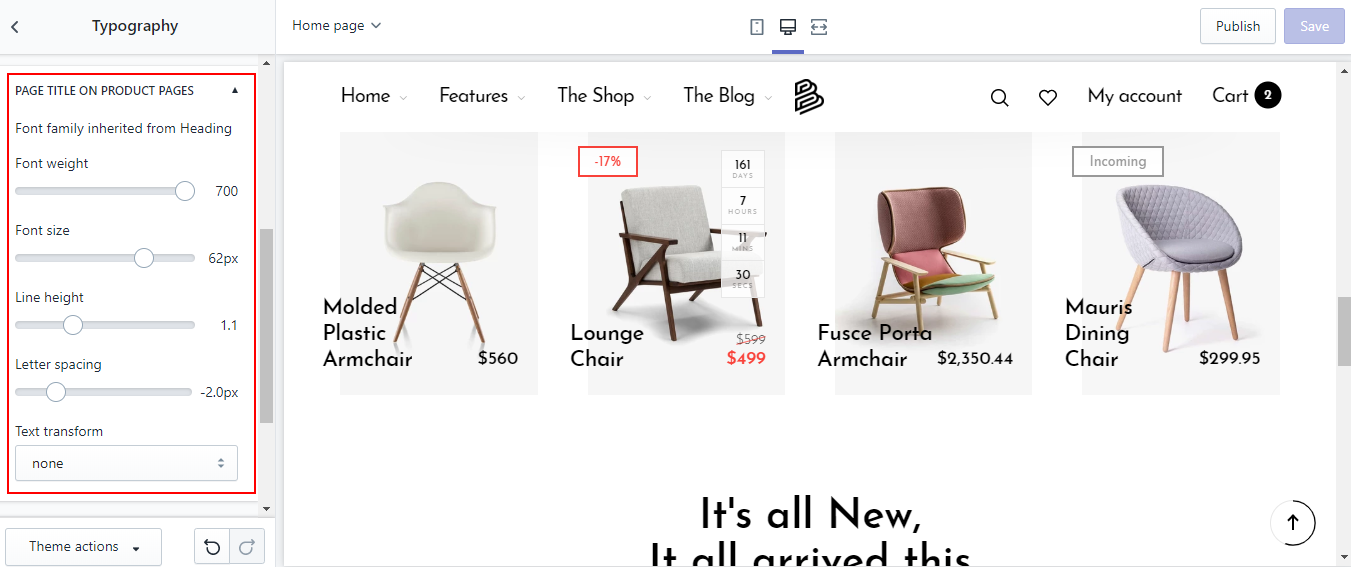 Typography
Home page
Publish
Save
PAGE TITLE ON PRODUCT PAGES
Font family inherited from Heading
Font weight
700
Font size
62px
Line height
1.1
Letter spacing
-2.0px
Text transform
none
Theme actions
Home
Features
The Shop
The Blog
My account
Cart
2
Molded
Plastic
Armchair
$560
-17%
161
DAYS
7
HOURS
11
MINS
30
SECS
Lounge
Chair
$599
$499
Fusce Porta
Armchair
$2,350.44
Incoming
Mauris
Dining
Chair
$299.95
It's all New,
It all arrived this